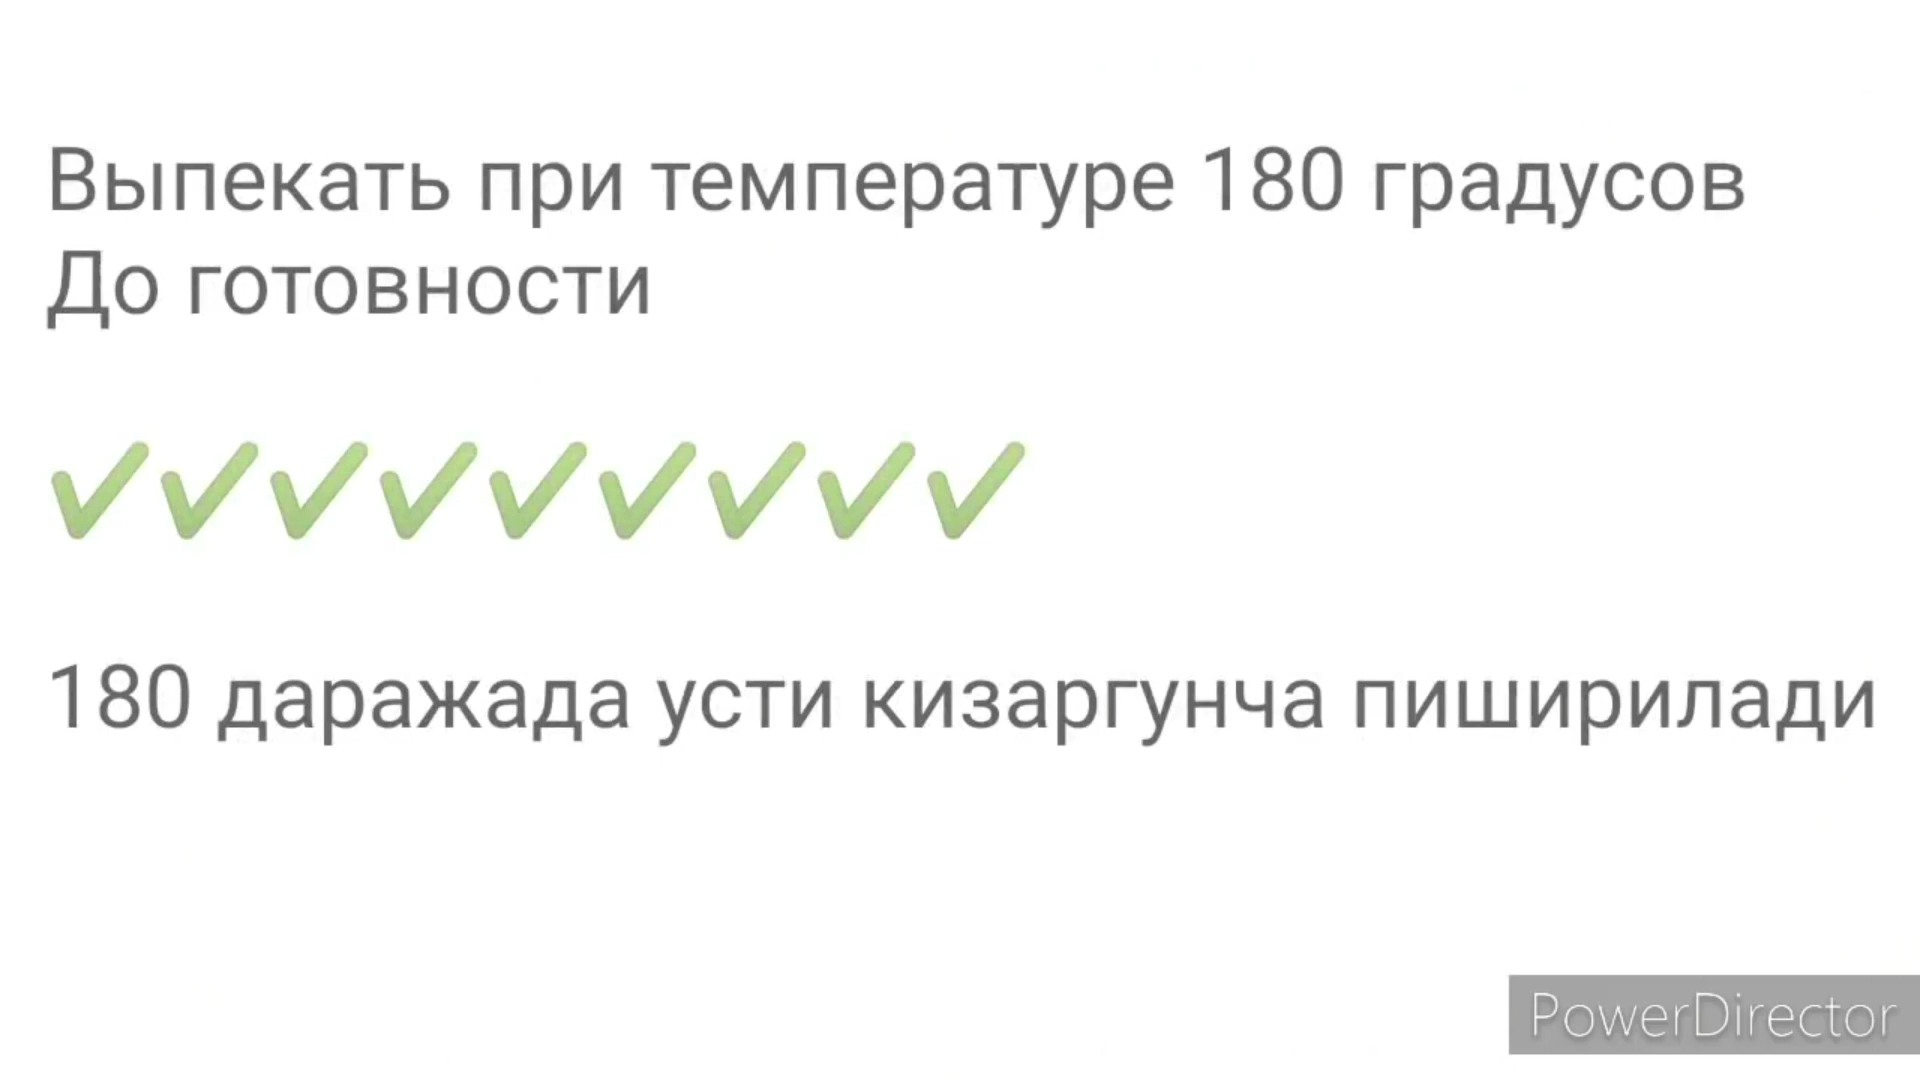 Выпекать при температуре 180 градусов
До готовности
✔✔✔✔✔✔✔✔✔
180 даражада усти кизаргунча пиширилади
PowerDirector